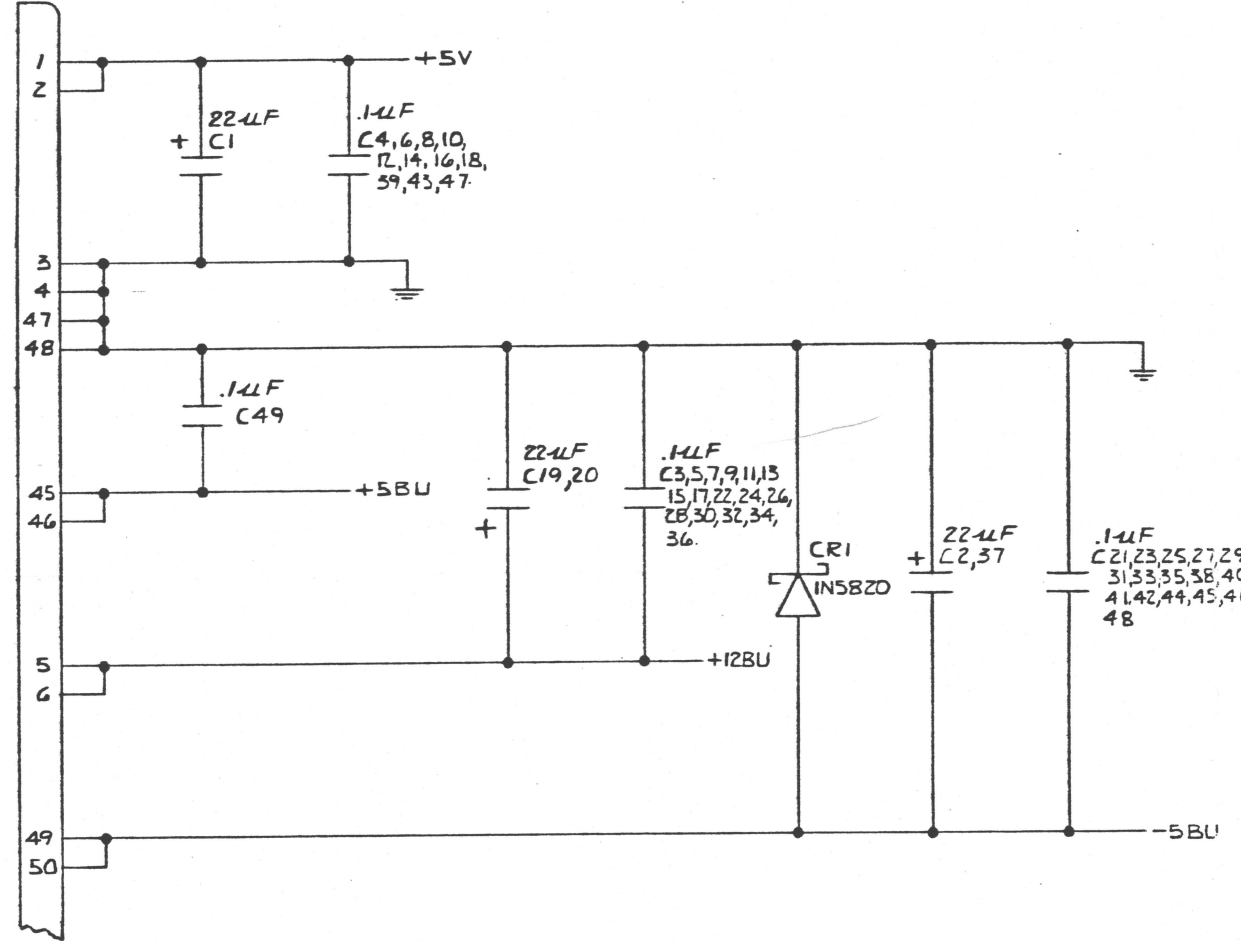 1
2
+5V
22uF
+ C1
.1uF
C4,6,8,10,
12,14,16,18,
39,43,47.
3
4
47
48
.1uF
C49
45
46
+5BU
22uF
C19,20
+
.1uF
C3,5,7,9,11,13
15,17,22,24,26,
28,30,32,34,
36.
CR1
1N5820
22uF
+ C2,37
.1uF
C21,23,25,27,29
31,33,35,38,40
41,42,44,45,4
48
5
6
+12BU
49
50
-5BU